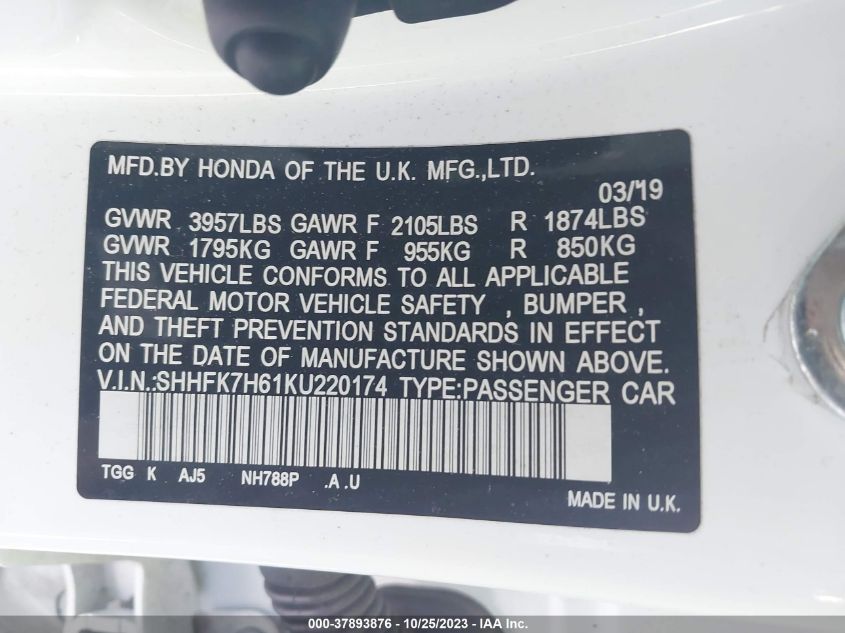 MFD.BY HONDA OF THE U.K. MFG.,LTD.
03/19
GVWR 3957LBS GAWR F 2105LBS R 1874LBS
GVWR 1795KG GAWR F 955KG R 850KG
THIS VEHICLE CONFORMS TO ALL APPLICABLE
FEDERAL MOTOR VEHICLE SAFETY , BUMPER ,
AND THEFT PREVENTION STANDARDS IN EFFECT
ON THE DATE OF MANUFACTURE SHOWN ABOVE.
V.I.N.:SHHFK7H61KU220174 TYPE:PASSENGER CAR
TGG K AJ5 NH788P .A .U
MADE IN U.K.
000-37893876 - 10/25/2023 - IAA Inc.